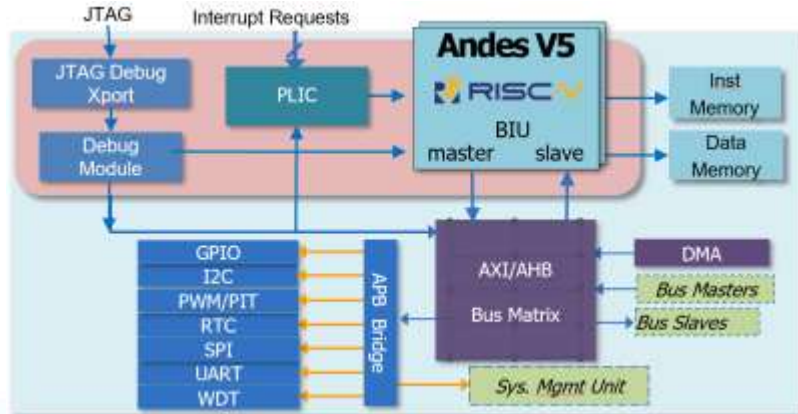 JTAG
Interrupt Requests
JTAG Debug
Xport
PLIC
Andes V5
RISC-V
BIU
master slave
Inst
Memory
Debug
Module
Data
Memory
GPIO
I2C
PWM/PIT
RTC
SPI
UART
WDT
APB Bridge
AXI/AHB
Bus Matrix
DMA
Bus Masters
Bus Slaves
Sys. Mgmt Unit